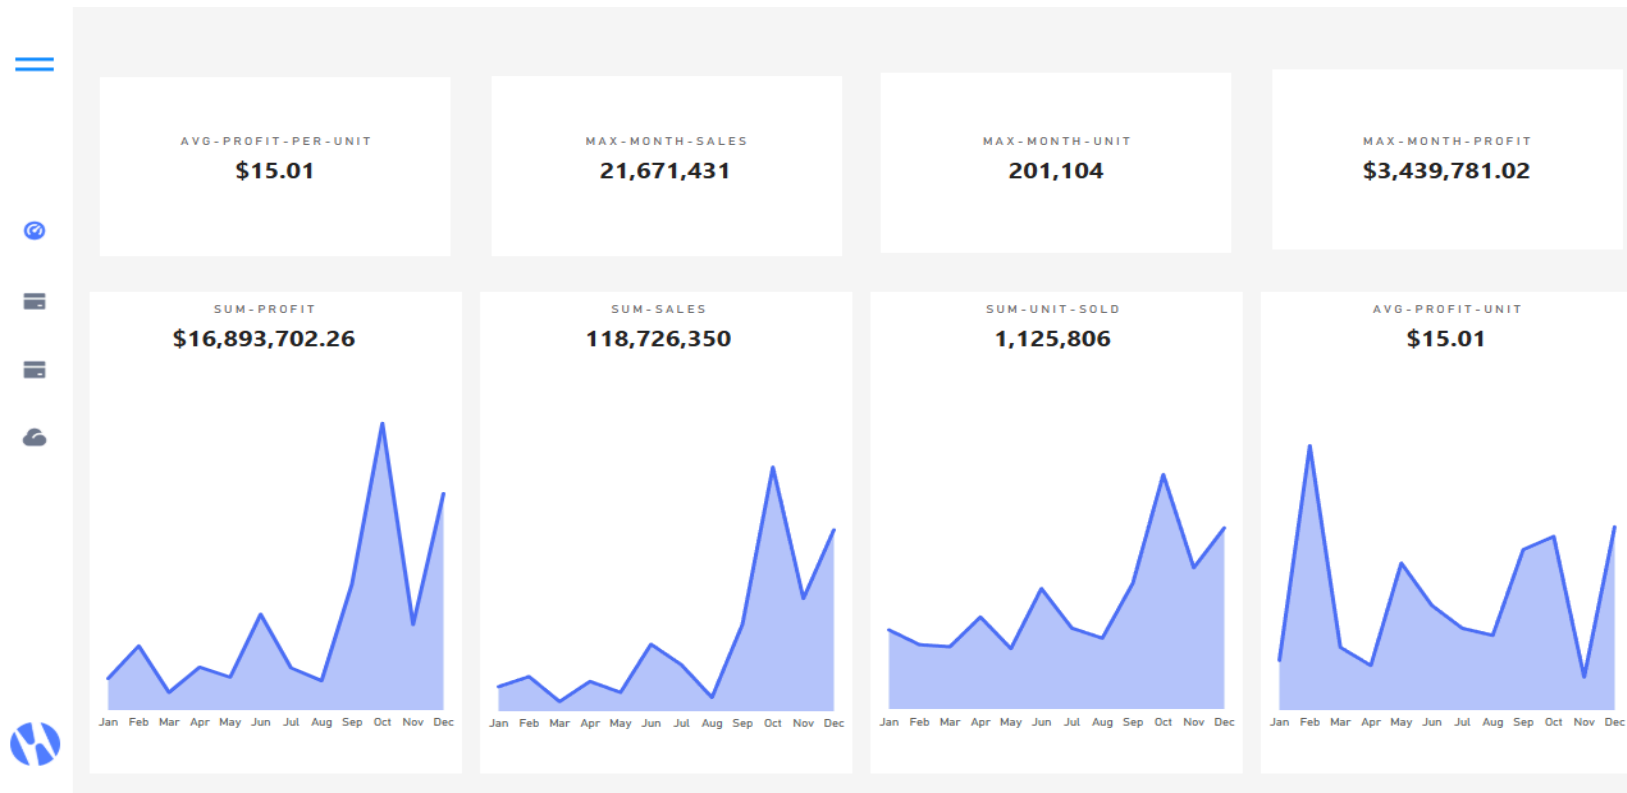 AVG-PROFIT-PER-UNIT
$15.01
MAX-MONTH-SALES
21,671,431
MAX-MONTH-UNIT
201,104
MAX-MONTH-PROFIT
$3,439,781.02
SUM-PROFIT
$16,893,702.26
Jan Feb Mar Apr May Jun Jul Aug Sep Oct Nov Dec
SUM-SALES
118,726,350
Jan Feb Mar Apr May Jun Jul Aug Sep Oct Nov Dec
SUM-UNIT-SOLD
1,125,806
Jan Feb Mar Apr May Jun Jul Aug Sep Oct Nov Dec
AVG-PROFIT-UNIT
$15.01
Jan Feb Mar Apr May Jun Jul Aug Sep Oct Nov Dec